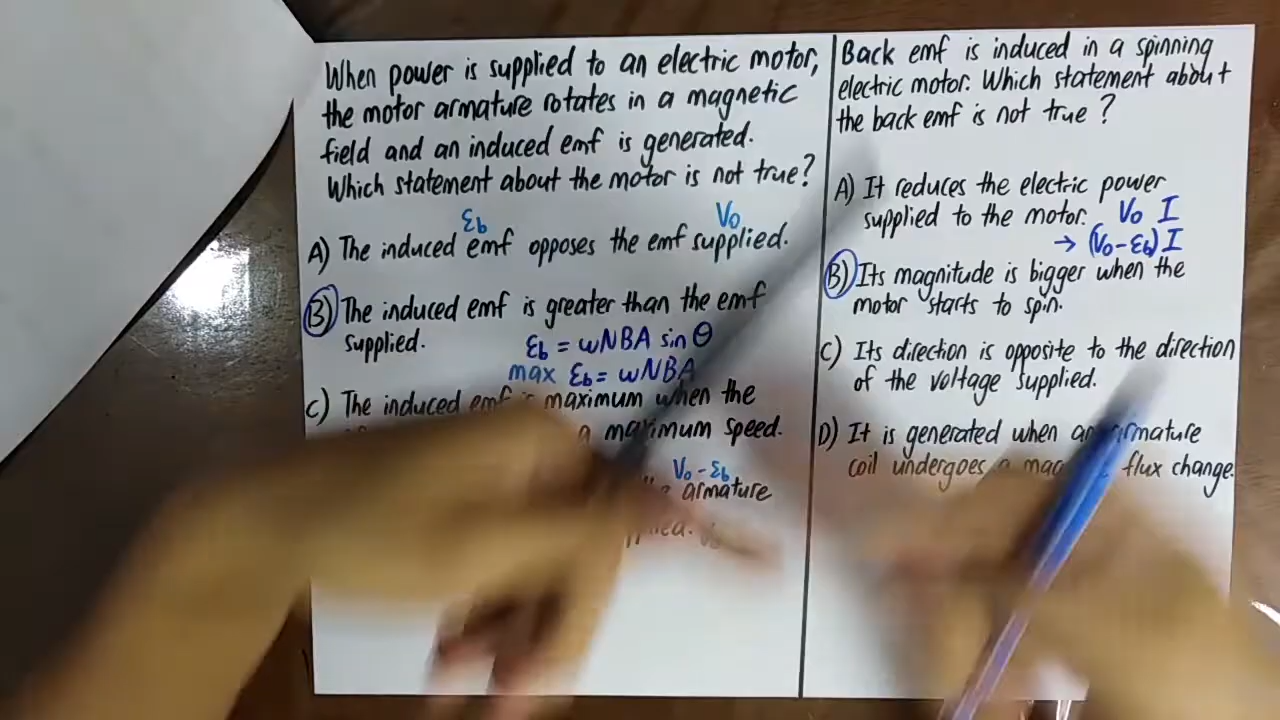 When power is supplied to an electric motor,
the motor armature rotates in a magnetic
field and an induced emf is generated.
Which statement about the motor is not true?
εb V₀
A) The induced emf opposes the emf supplied.
B) The induced emf is greater than the emf
supplied.
εb = ωNBA sin θ
max εb = ωNBA
C) The induced emf is maximum when the
a maximum speed.
V₀ - εb
armature
Back emf is induced in a spinning
electric motor. Which statement about
the back emf is not true?
A) It reduces the electric power
supplied to the motor. V₀ I
→ (V₀ - εb) I
B) Its magnitude is bigger when the
motor starts to spin.
C) Its direction is opposite to the direction
of the voltage supplied.
D) It is generated when an armature
coil undergoes a flux change.